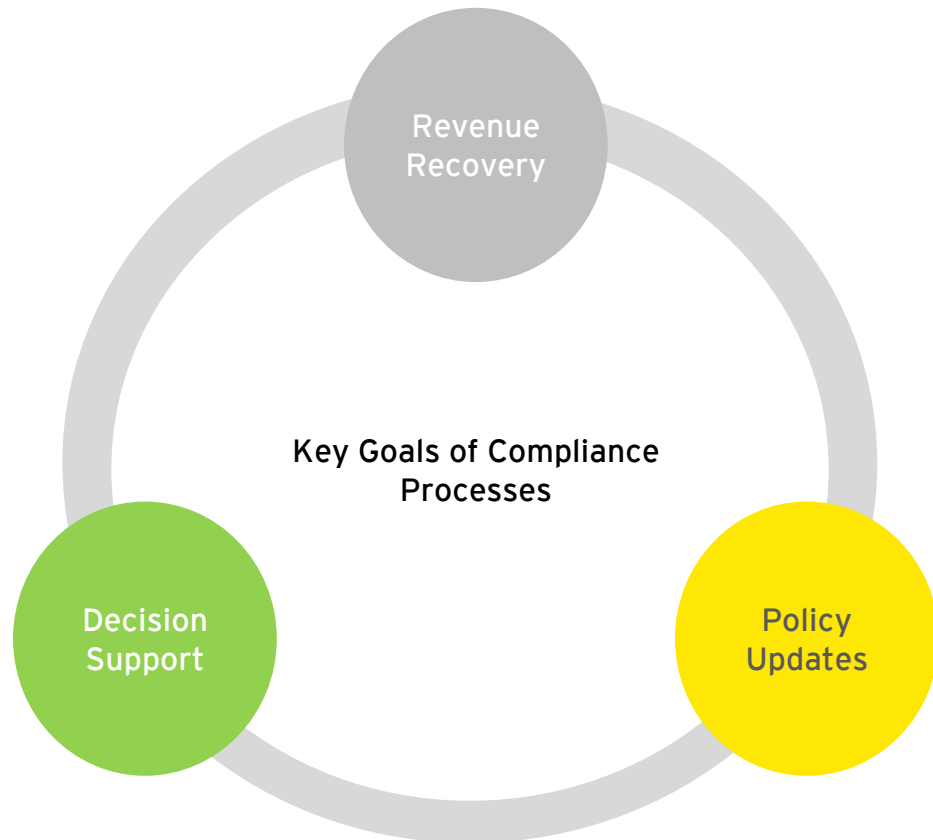 Revenue
Recovery
Key Goals of Compliance
Processes
Decision
Support
Policy
Updates